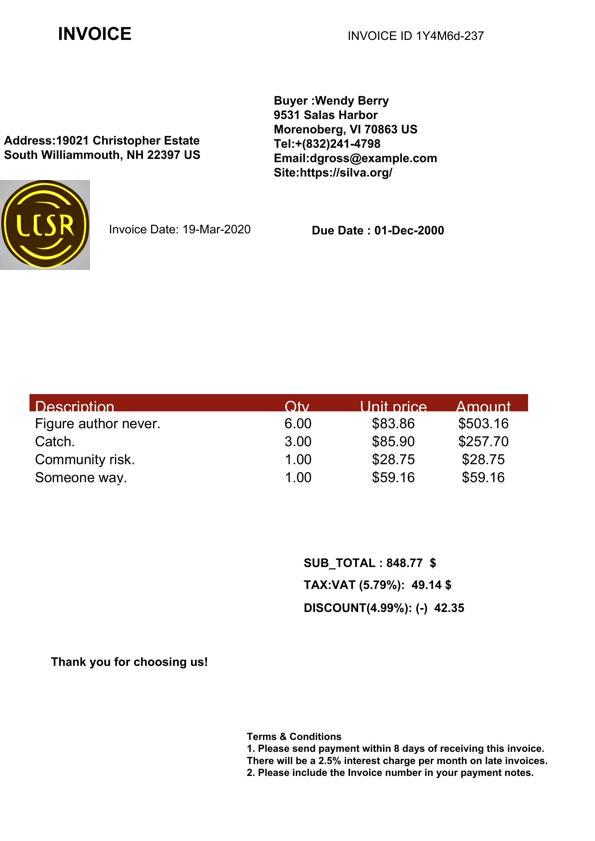 INVOICE
INVOICE ID 1Y4M6d-237
Buyer :Wendy Berry
9531 Salas Harbor
Morenoberg, VI 70863 US
Tel:+(832)241-4798
Email:dgross@example.com
Site:https://silva.org/
Address:19021 Christopher Estate
South Williammouth, NH 22397 US
Invoice Date: 19-Mar-2020
Due Date : 01-Dec-2000
Description Qty Unit price Amount
Figure author never. 6.00 $83.86 $503.16
Catch. 3.00 $85.90 $257.70
Community risk. 1.00 $28.75 $28.75
Someone way. 1.00 $59.16 $59.16
SUB_TOTAL : 848.77 $
TAX:VAT (5.79%): 49.14 $
DISCOUNT(4.99%): (-) 42.35
Thank you for choosing us!
Terms & Conditions
1. Please send payment within 8 days of receiving this invoice.
There will be a 2.5% interest charge per month on late invoices.
2. Please include the Invoice number in your payment notes.